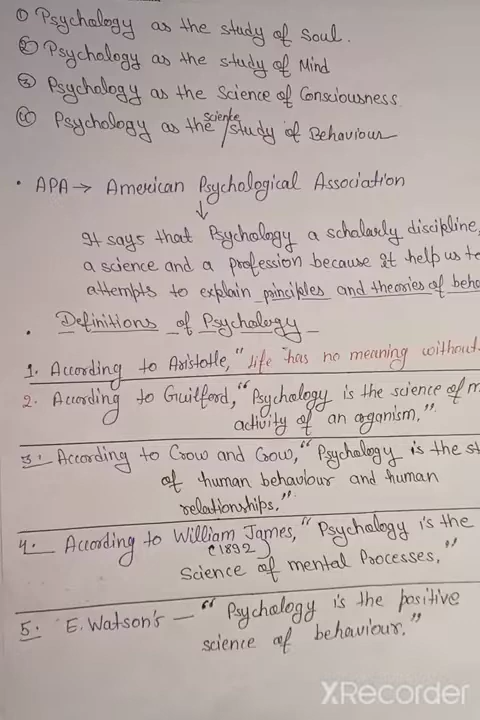 ① Psychology as the study of Soul.
② Psychology as the study of Mind
③ Psychology as the Science of Consciousness
④ Psychology as the science/study of Behaviour
• APA → American Psychological Association
↓
It says that Psychology a scholarly discipline,
a science and a profession because It help us to
attempts to explain principles and theories of beha
• Definitions of Psychology -
1. According to Aristotle, "life has no meaning without
2. According to Guilford, "Psychology is the science of m
activity of an organism."
3. According to Crow and Crow, "Psychology is the st
of human behaviour and human
relationships."
4. According to William James, "Psychology is the
(1892)
Science of mental Processes."
5. E. Watson's — "Psychology is the positive
science of behaviour."
XRecorder